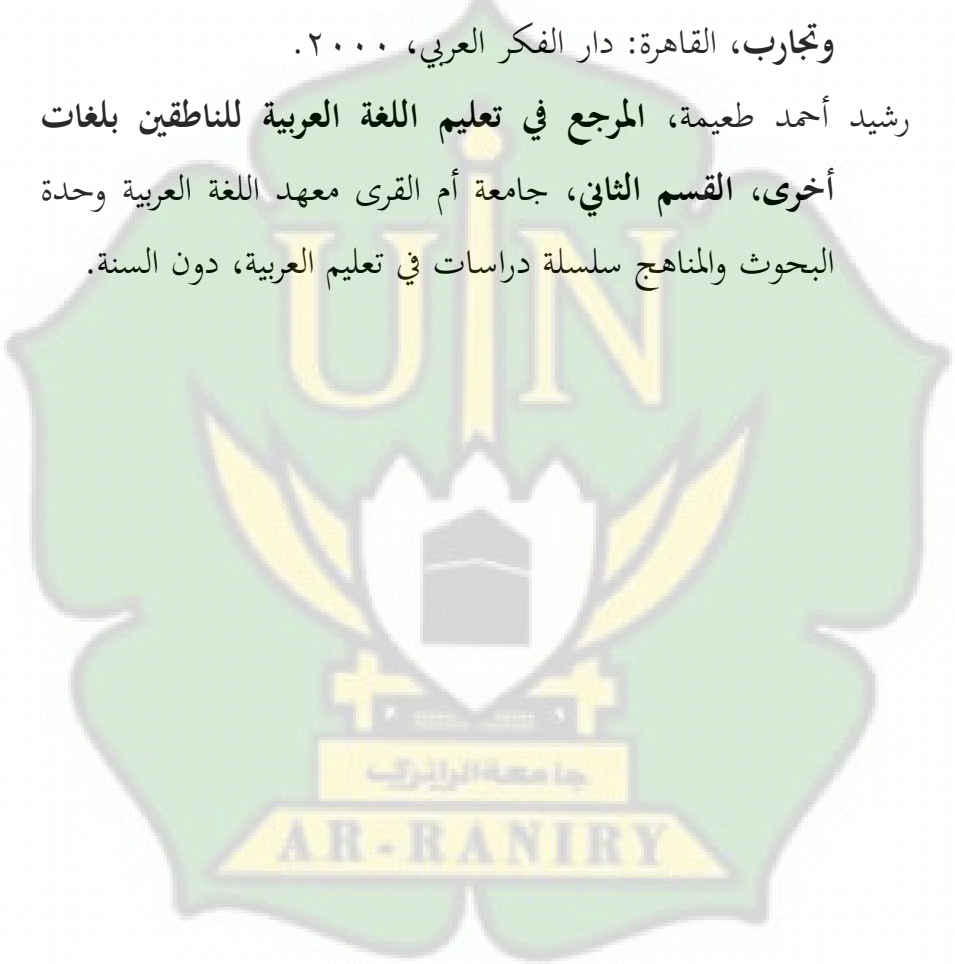 وتجارب، القاهرة: دار الفكر العربي، ٢٠٠٠.
رشيد أحمد طعيمة، المرجع في تعليم اللغة العربية للناطقين بلغات
أخرى، القسم الثاني، جامعة أم القرى معهد اللغة العربية وحدة
البحوث والمناهج سلسلة دراسات في تعليم العربية، دون السنة.
UIN
جامعة الرانري
AR-RANIRY